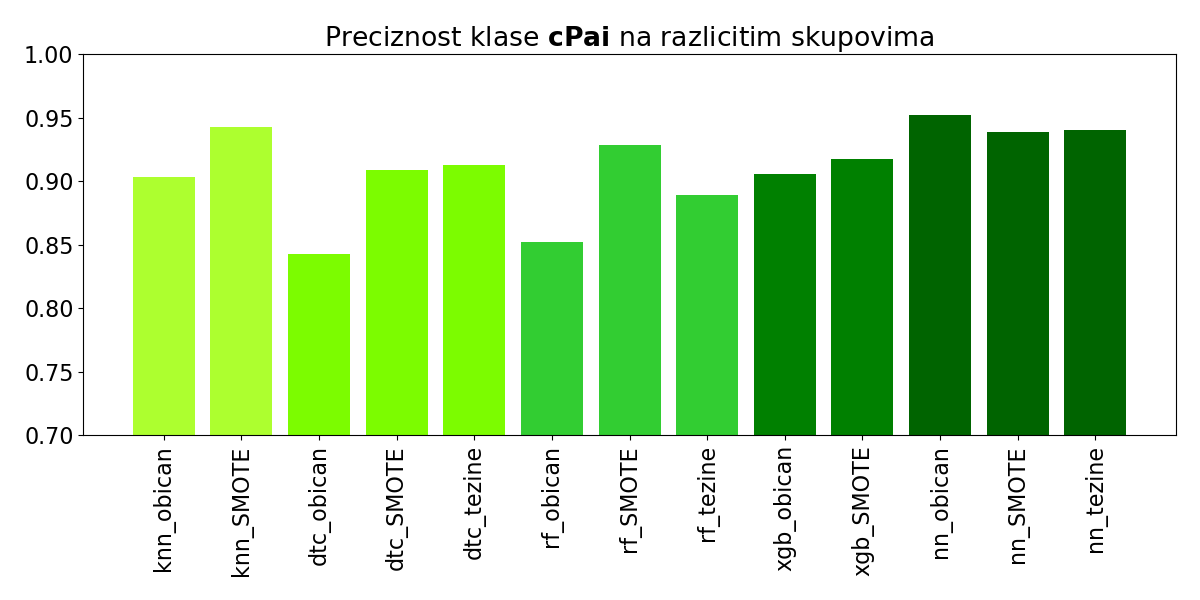 Preciznost klase cPai na razlicitim skupovima
1.00
0.95
0.90
0.85
0.80
0.75
0.70
knn_obican
knn_SMOTE
dtc_obican
dtc_SMOTE
dtc_tezine
rf_obican
rf_SMOTE
rf_tezine
xgb_obican
xgb_SMOTE
nn_obican
nn_SMOTE
nn_tezine